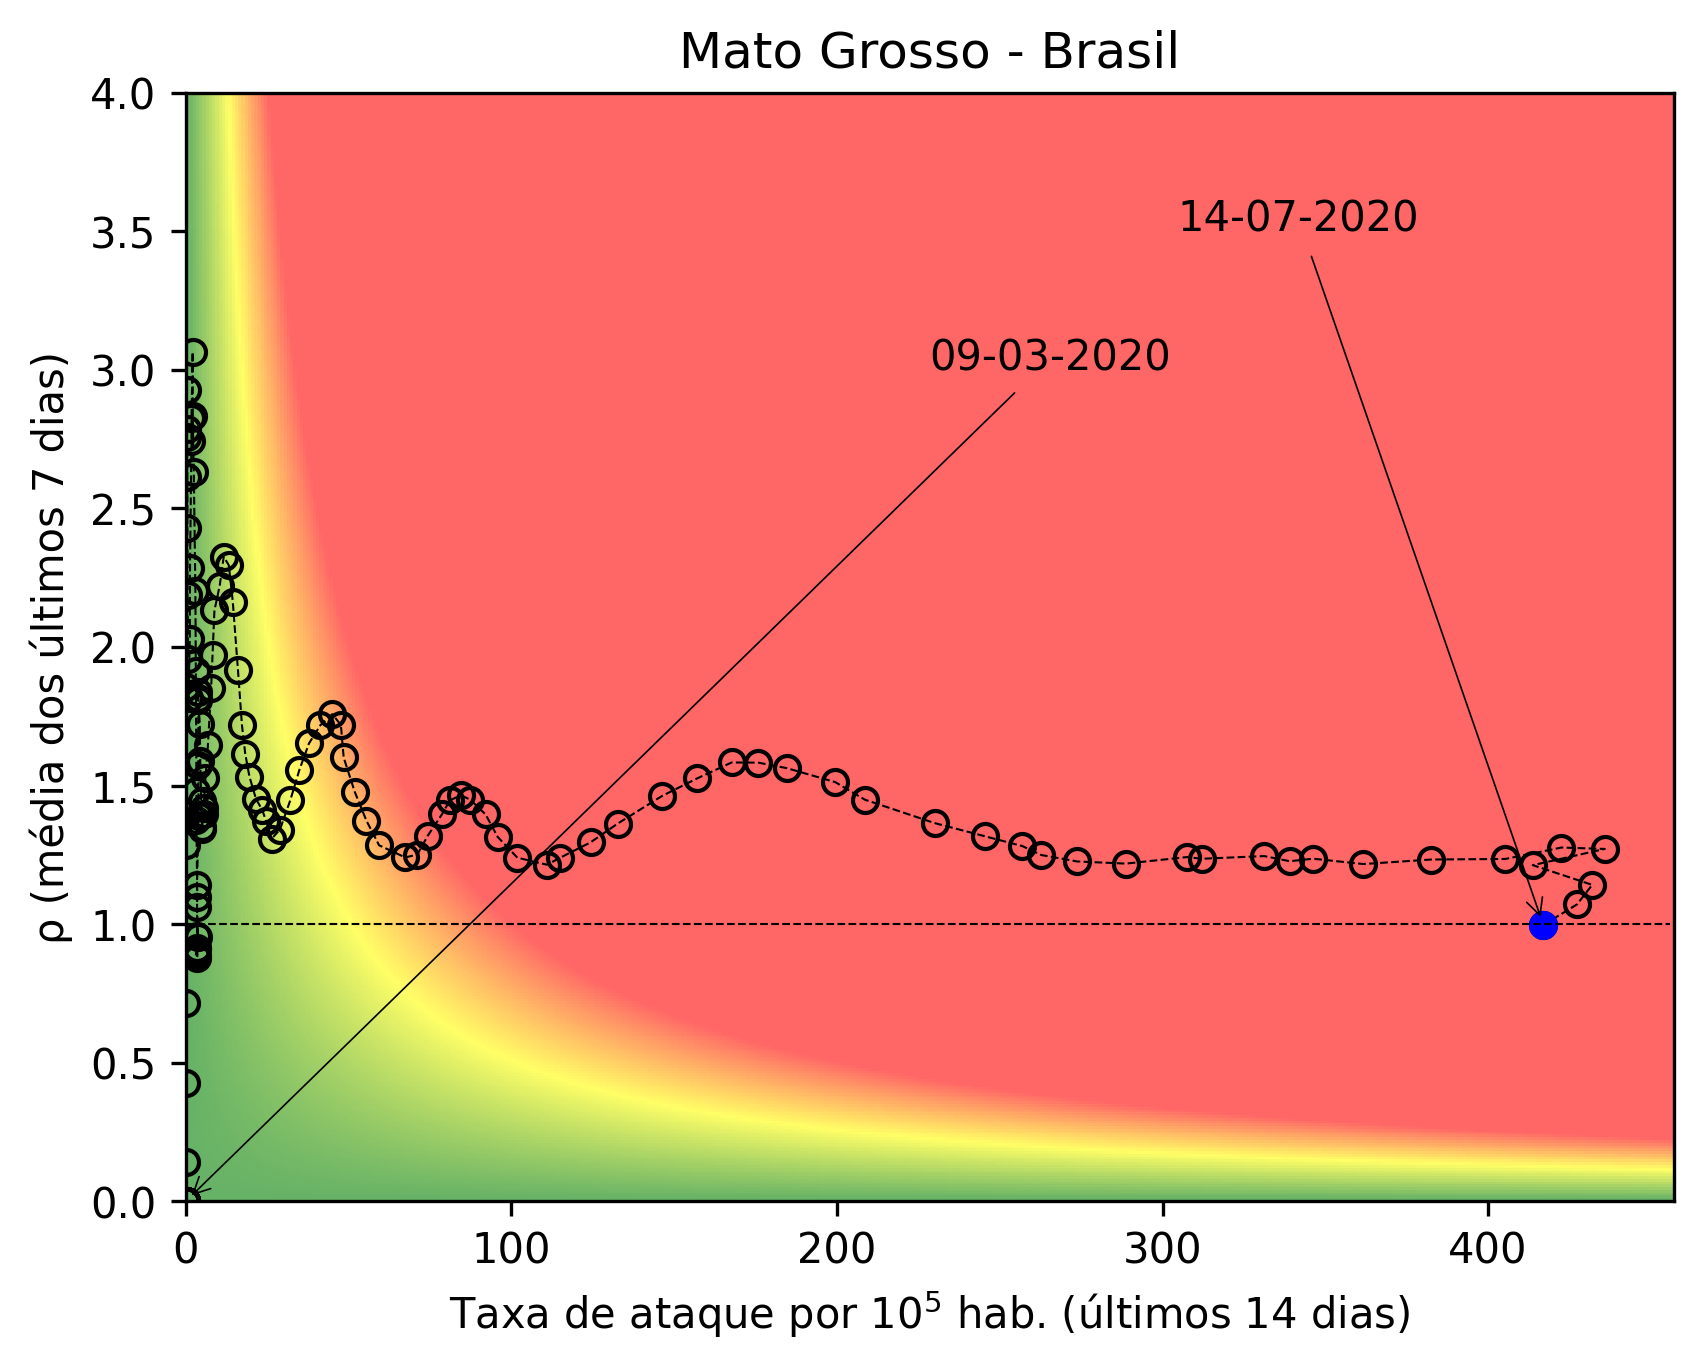 Mato Grosso - Brasil
4.0
3.5
3.0
2.5
2.0
1.5
1.0
0.5
0.0
ρ (média dos últimos 7 dias)
14-07-2020
09-03-2020
0 100 200 300 400
Taxa de ataque por 10⁵ hab. (últimos 14 dias)